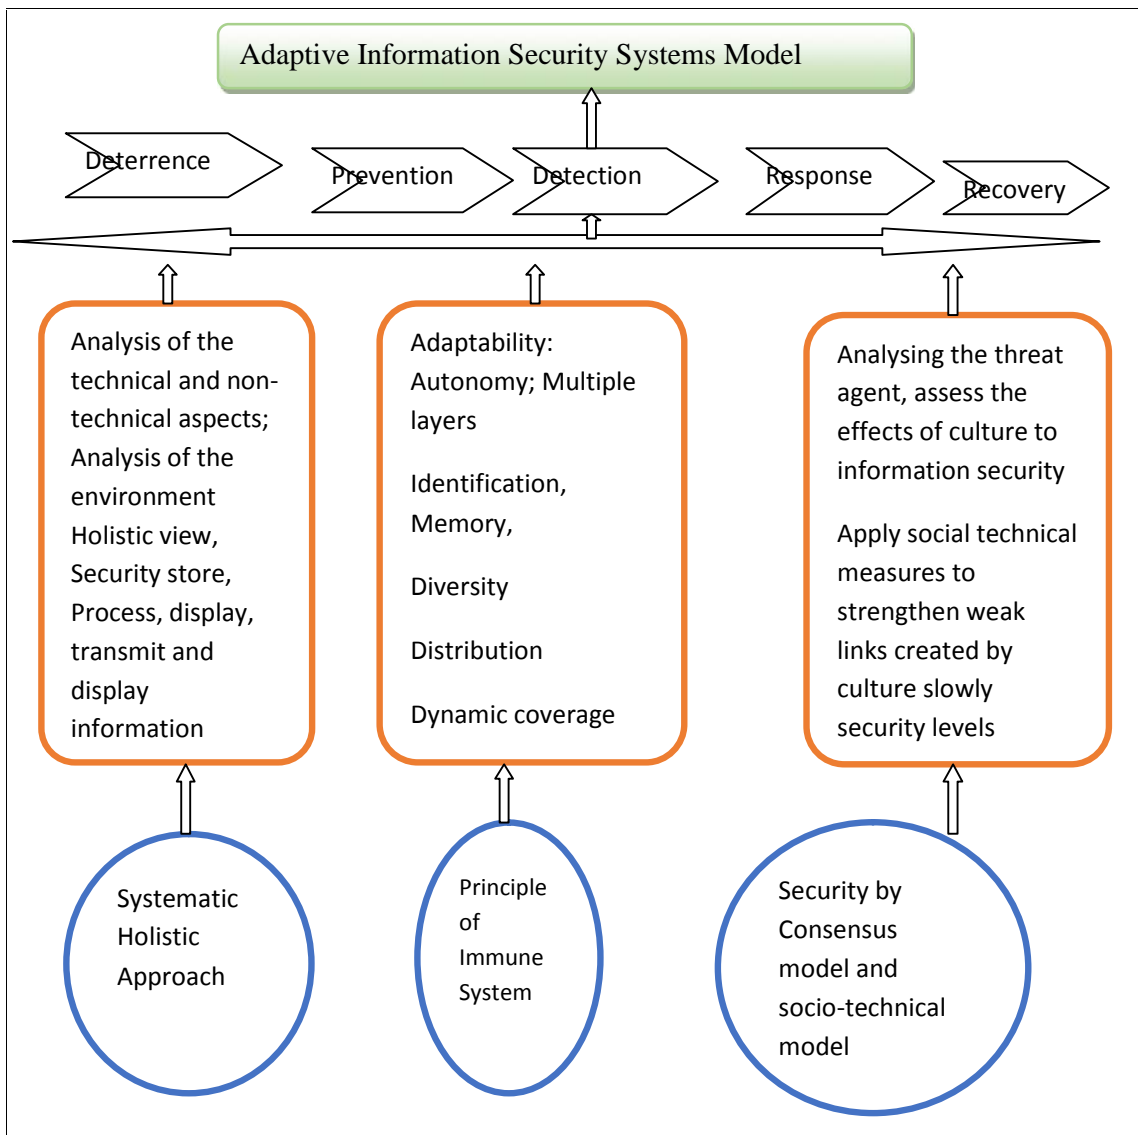 Adaptive Information Security Systems Model
Deterrence
Prevention
Detection
Response
Recovery
Analysis of the
technical and non-
technical aspects;
Analysis of the
environment
Holistic view,
Security store,
Process, display,
transmit and
display
information
Adaptability:
Autonomy; Multiple
layers
Identification,
Memory,
Diversity
Distribution
Dynamic coverage
Analysing the threat
agent, assess the
effects of culture to
information security
Apply social technical
measures to
strengthen weak
links created by
culture slowly
security levels
Systematic
Holistic
Approach
Principle
of
Immune
System
Security by
Consensus
model and
socio-technical
model